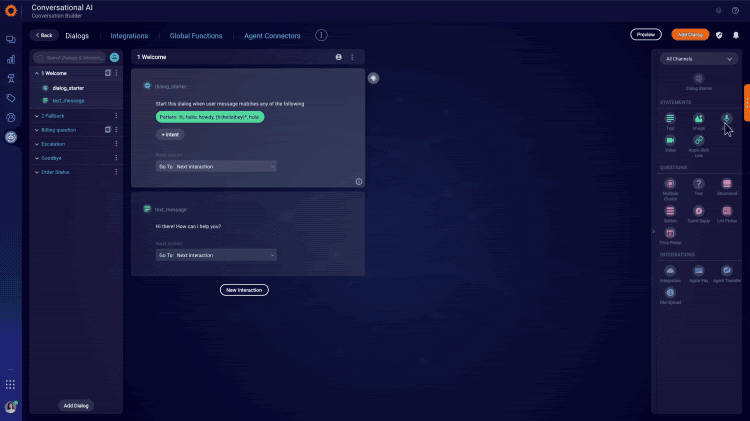 Conversational AI
Conversation Builder
Back
Dialogs
Integrations
Global Functions
Agent Connectors
Preview
Add Dialog
Search Dialogs & Interacti...
1 Welcome
dialog_starter
text_message
2 Fallback
Billing question
Escalation
Goodbye
Order Status
Add Dialog
1 Welcome
dialog_starter
Start this dialog when user message matches any of the following
Pattern: hi, hello, howdy, (hi|hello|hey)*, hola
+ Intent
Next Action
Go To: Next Interaction
text_message
Hi there! How can i help you?
Next Action
Go To: Next Interaction
New Interaction
All Channels
Dialog Starter
STATEMENTS
Text
Image
Video
Apple Rich
Link
QUESTIONS
Multiple
Choice
Text
Structured
Button
Quick Reply
List Picker
Time Picker
INTEGRATIONS
Integration
Apple Pay
Agent Transfer
File Upload